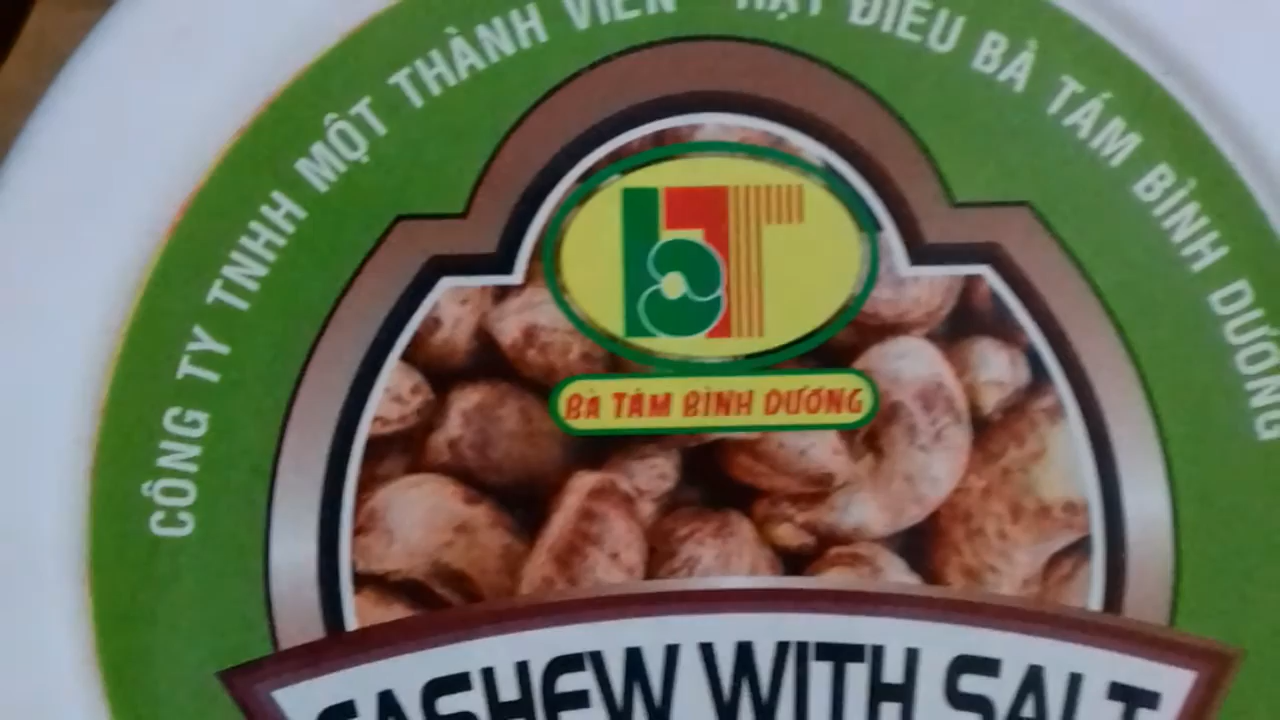 CÔNG TY TNHH MỘT THÀNH VIÊN HẠT ĐIỀU BÀ TÁM BÌNH DƯƠNG
bT
BÀ TÁM BÌNH DƯƠNG
CASHEW WITH SALT